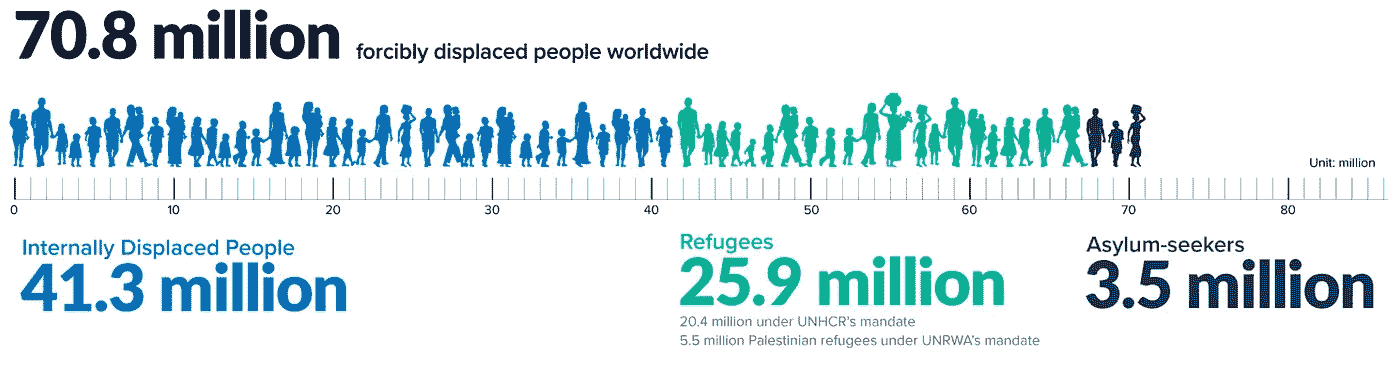 70.8 million forcibly displaced people worldwide
Unit: million
0 10 20 30 40 50 60 70 80
Internally Displaced People
41.3 million
Refugees
25.9 million
20.4 million under UNHCR's mandate
5.5 million Palestinian refugees under UNRWA's mandate
Asylum-seekers
3.5 million